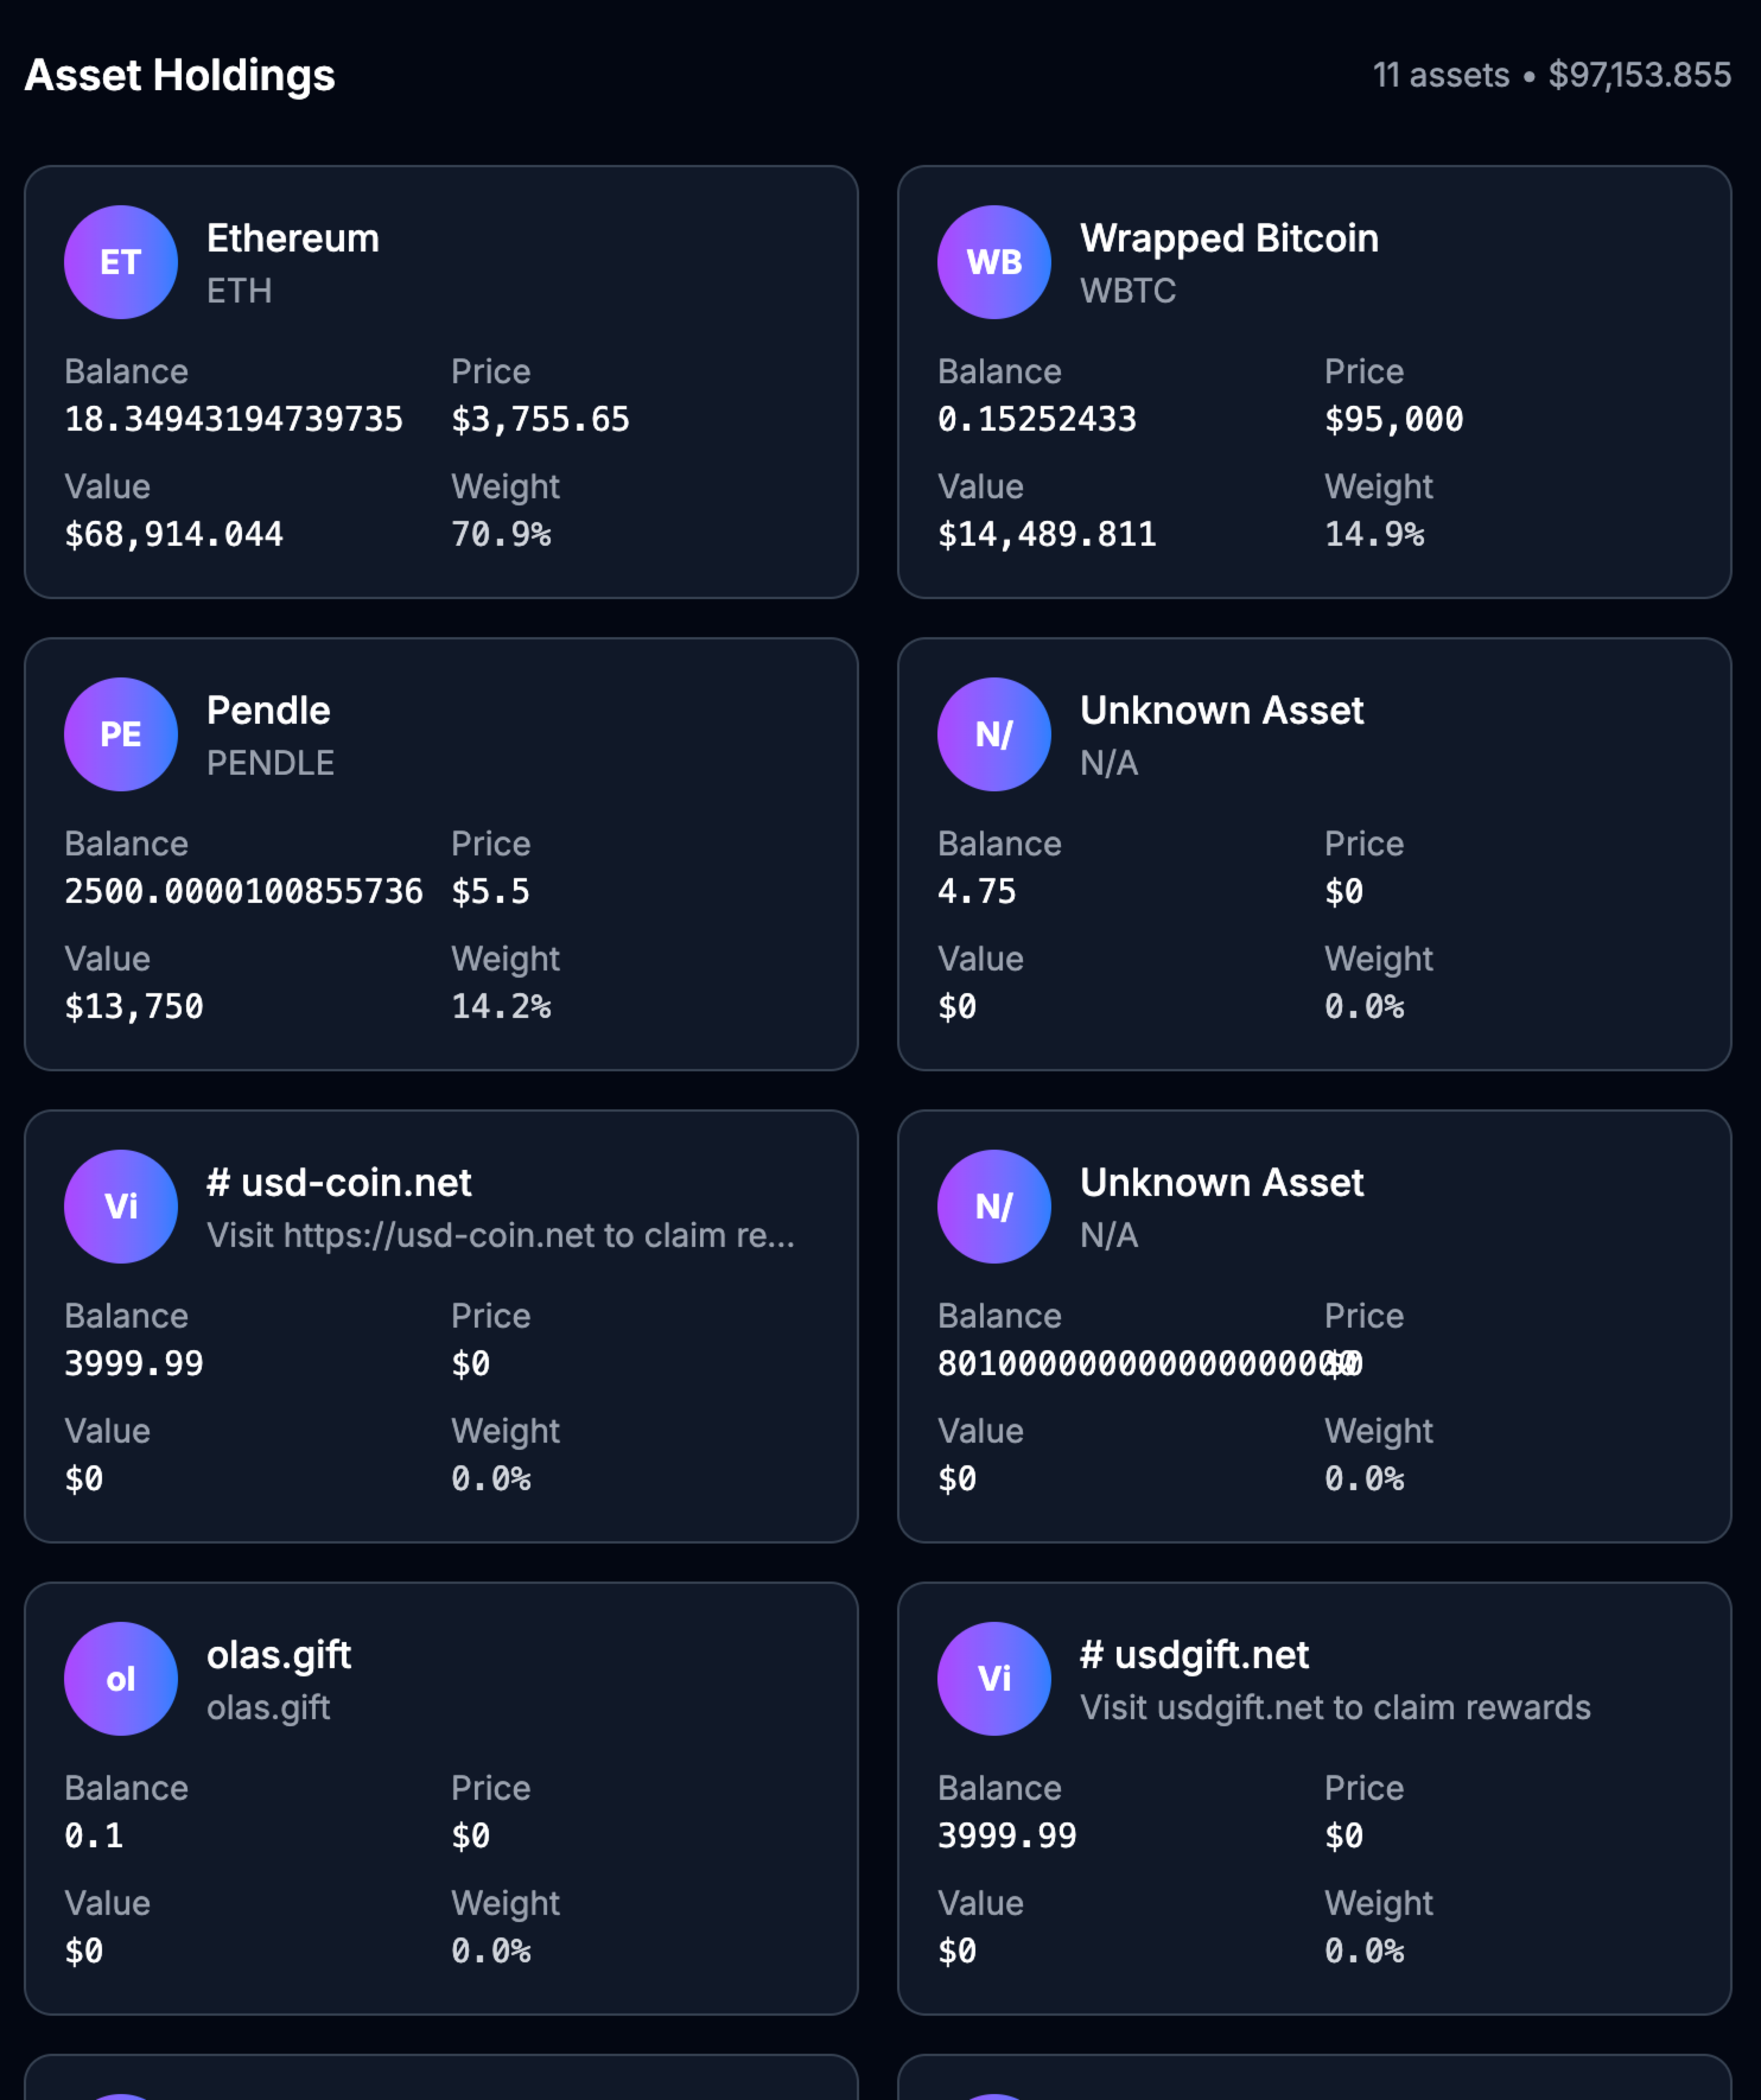 Asset Holdings
11 assets • $97,153.855
ET
Ethereum
ETH
Balance
18.34943194739735
Price
$3,755.65
Value
$68,914.044
Weight
70.9%
WB
Wrapped Bitcoin
WBTC
Balance
0.15252433
Price
$95,000
Value
$14,489.811
Weight
14.9%
PE
Pendle
PENDLE
Balance
2500.0000100855736
Price
$5.5
Value
$13,750
Weight
14.2%
N/
Unknown Asset
N/A
Balance
4.75
Price
$0
Value
$0
Weight
0.0%
Vi
# usd-coin.net
Visit https://usd-coin.net to claim re...
Balance
3999.99
Price
$0
Value
$0
Weight
0.0%
N/
Unknown Asset
N/A
Balance
Price
$0
Value
$0
Weight
0.0%
ol
olas.gift
olas.gift
Balance
0.1
Price
$0
Value
$0
Weight
0.0%
Vi
# usdgift.net
Visit usdgift.net to claim rewards
Balance
3999.99
Price
$0
Value
$0
Weight
0.0%